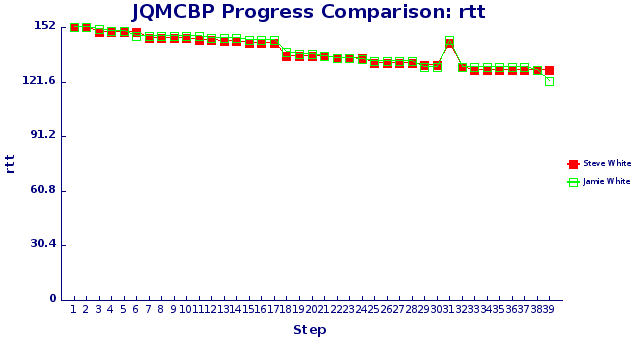 JQMCBP Progress Comparison: rtt
152
121.6
91.2
60.8
30.4
0
rtt
1 2 3 4 5 6 7 8 9 10 11 12 13 14 15 16 17 18 19 20 21 22 23 24 25 26 27 28 29 30 31 32 33 34 35 36 37 38 39
Step
Steve White
Jamie White